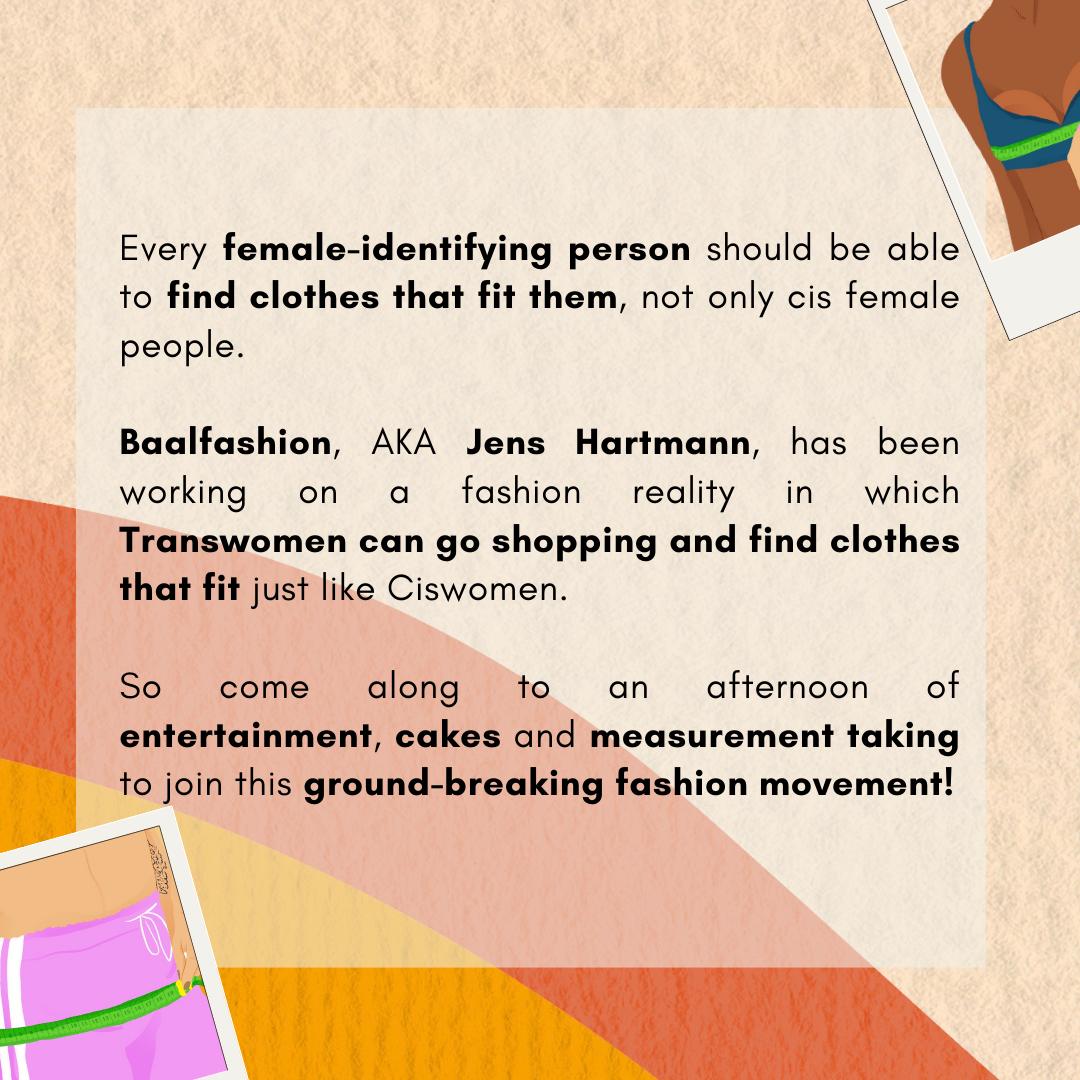 Every female-identifying person should be able
to find clothes that fit them, not only cis female
people.
Baalfashion, AKA Jens Hartmann, has been
working on a fashion reality in which
Transwomen can go shopping and find clothes
that fit just like Ciswomen.
So come along to an afternoon of
entertainment, cakes and measurement taking
to join this ground-breaking fashion movement!